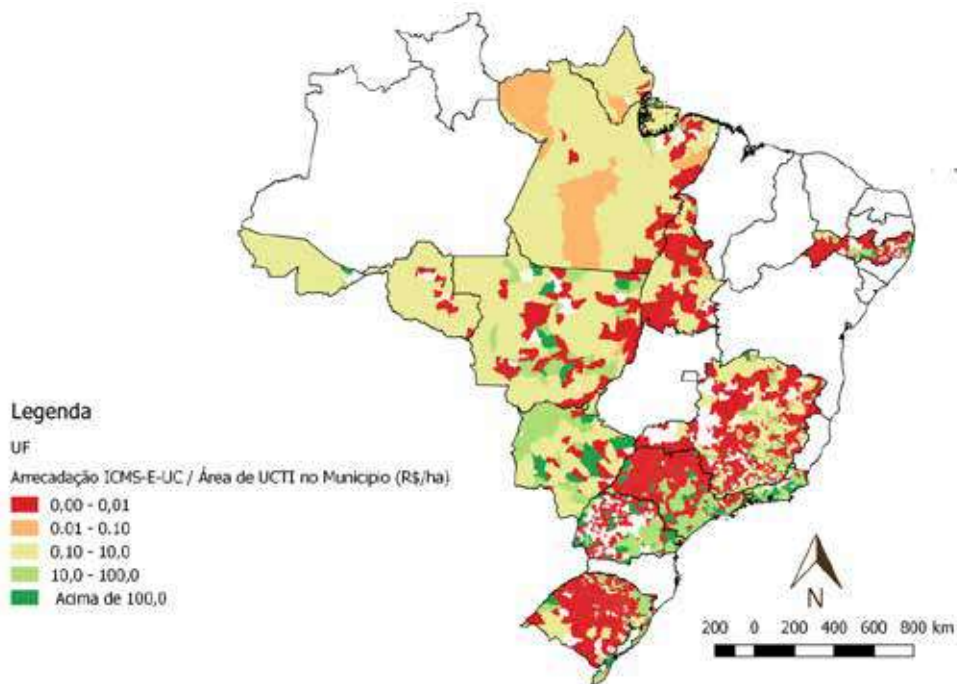 Legenda
UF
Arrecadação ICMS-E-UC / Área de UCTI no Municipio (R$/ha)
0,00 - 0,01
0.01 - 0.10
0,10 - 10,0
10,0 - 100,0
Acima de 100,0
N
200 0 200 400 600 800 km